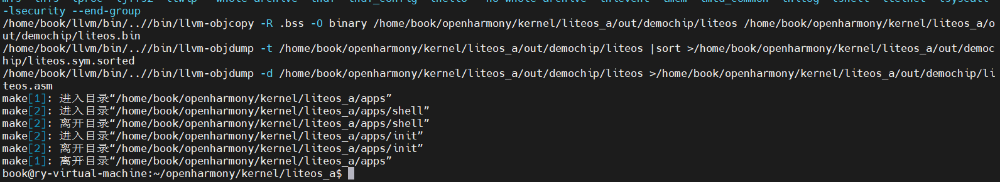 -lsecurity --end-group
/home/book/llvm/bin/..//bin/llvm-objcopy -R .bss -O binary /home/book/openharmony/kernel/liteos_a/out/demochip/liteos /home/book/openharmony/kernel/liteos_a/o
ut/demochip/liteos.bin
/home/book/llvm/bin/..//bin/llvm-objdump -t /home/book/openharmony/kernel/liteos_a/out/demochip/liteos |sort >/home/book/openharmony/kernel/liteos_a/out/democ
hip/liteos.sym.sorted
/home/book/llvm/bin/..//bin/llvm-objdump -d /home/book/openharmony/kernel/liteos_a/out/demochip/liteos >/home/book/openharmony/kernel/liteos_a/out/demochip/li
teos.asm
make[1]: 进入目录“/home/book/openharmony/kernel/liteos_a/apps”
make[2]: 进入目录“/home/book/openharmony/kernel/liteos_a/apps/shell”
make[2]: 离开目录“/home/book/openharmony/kernel/liteos_a/apps/shell”
make[2]: 进入目录“/home/book/openharmony/kernel/liteos_a/apps/init”
make[2]: 离开目录“/home/book/openharmony/kernel/liteos_a/apps/init”
make[1]: 离开目录“/home/book/openharmony/kernel/liteos_a/apps”
book@ry-virtual-machine:~/openharmony/kernel/liteos_a$